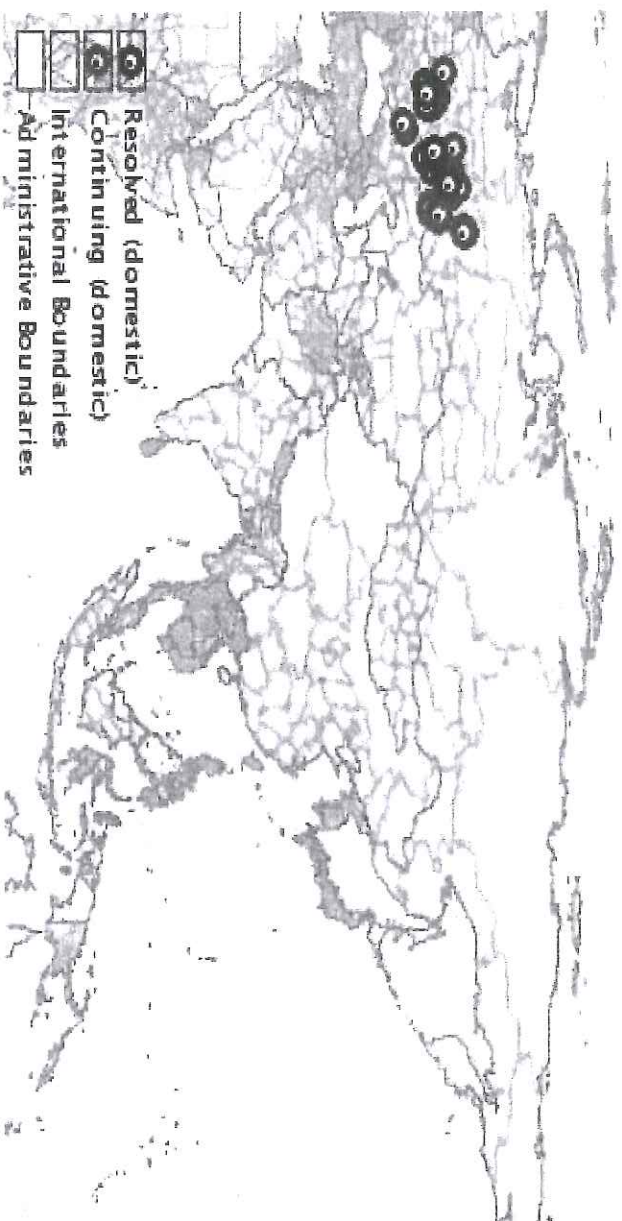 Resolved (domestic)
Continuing (domestic)
International Boundaries
Administrative Boundaries